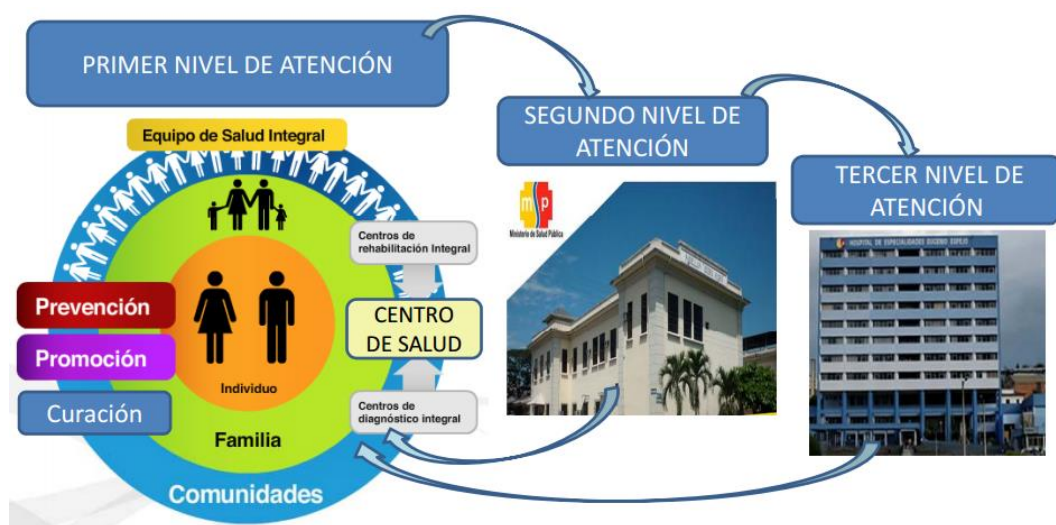 PRIMER NIVEL DE ATENCIÓN
SEGUNDO NIVEL DE
ATENCIÓN
TERCER NIVEL DE
ATENCIÓN
Equipo de Salud Integral
Centros de
rehabilitación Integral
Prevención
Promoción
Curación
CENTRO
DE SALUD
Individuo
Centros de
diagnóstico integral
Familia
Comunidades
msp
Ministerio de Salud Pública
HOSPITAL DE ESPECIALIDADES EUGENIO ESPEJO